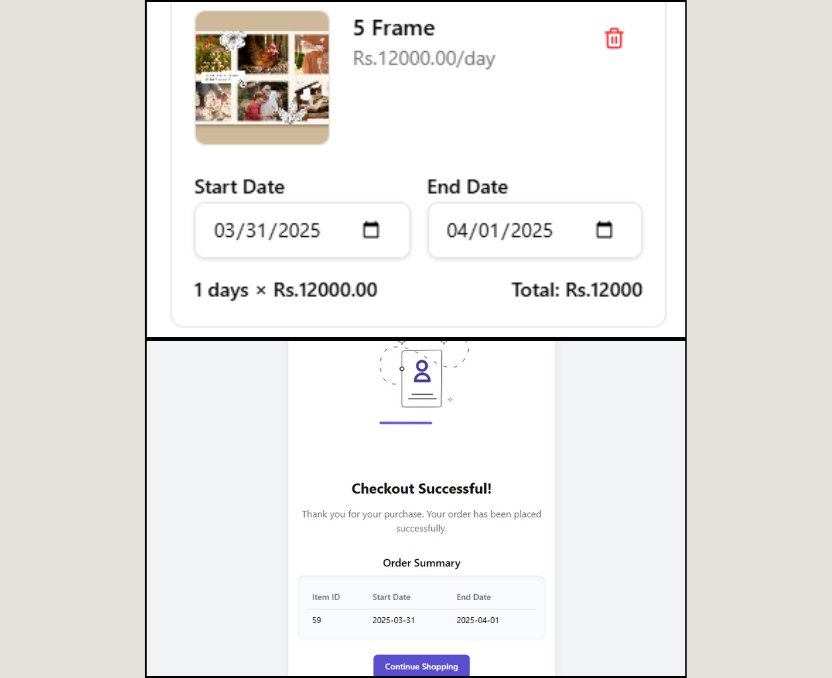 5 Frame
Rs.12000.00/day
Start Date
End Date
03/31/2025
04/01/2025
1 days × Rs.12000.00
Total: Rs.12000
Checkout Successful!
Thank you for your purchase. Your order has been placed
successfully.
Order Summary
Item ID
Start Date
End Date
59
2025-03-31
2025-04-01
Continue Shopping